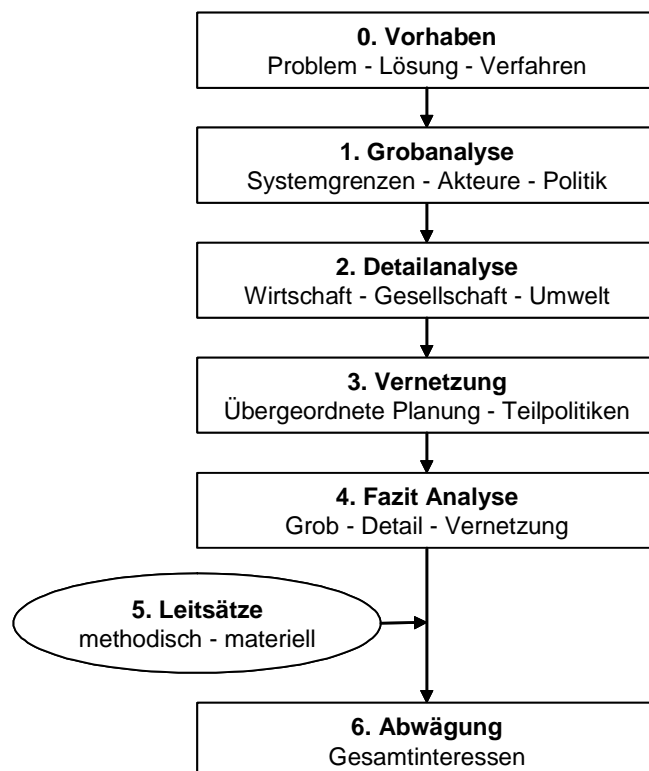 0. Vorhaben
Problem - Lösung - Verfahren
1. Grobanalyse
Systemgrenzen - Akteure - Politik
2. Detailanalyse
Wirtschaft - Gesellschaft - Umwelt
3. Vernetzung
Übergeordnete Planung - Teilpolitiken
4. Fazit Analyse
Grob - Detail - Vernetzung
5. Leitsätze
methodisch - materiell
6. Abwägung
Gesamtinteressen